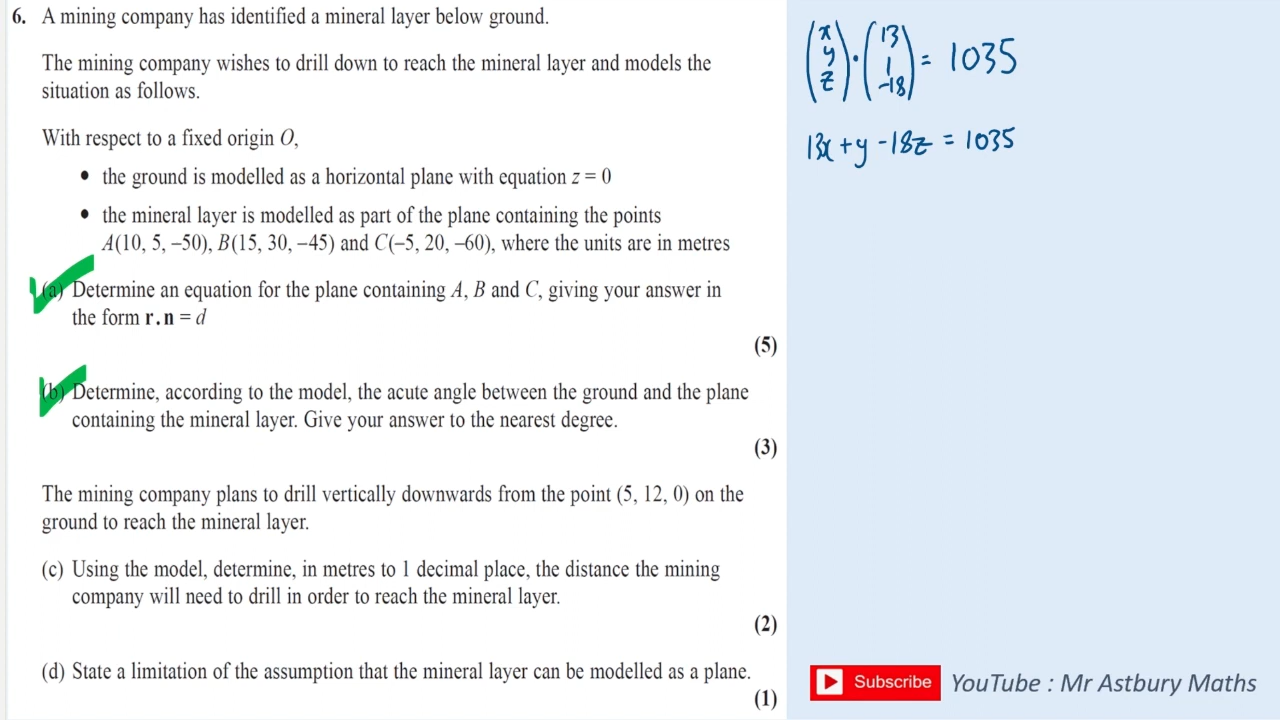 6. A mining company has identified a mineral layer below ground.
The mining company wishes to drill down to reach the mineral layer and models the
situation as follows.
With respect to a fixed origin O,
• the ground is modelled as a horizontal plane with equation z = 0
• the mineral layer is modelled as part of the plane containing the points
A(10, 5, –50), B(15, 30, –45) and C(–5, 20, –60), where the units are in metres
(a) Determine an equation for the plane containing A, B and C, giving your answer in
the form r.n = d
(5)
(b) Determine, according to the model, the acute angle between the ground and the plane
containing the mineral layer. Give your answer to the nearest degree.
(3)
The mining company plans to drill vertically downwards from the point (5, 12, 0) on the
ground to reach the mineral layer.
(c) Using the model, determine, in metres to 1 decimal place, the distance the mining
company will need to drill in order to reach the mineral layer.
(2)
(d) State a limitation of the assumption that the mineral layer can be modelled as a plane.
(1)
(x y z) · (13 1 -18) = 1035
13x + y - 18z = 1035
Subscribe YouTube : Mr Astbury Maths